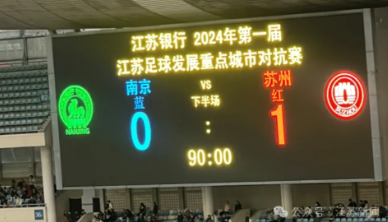 江苏银行 2024年第一届
江苏足球发展重点城市对抗赛
南京 VS 苏州
蓝 下半场 红
0 : 1
90:00
NANJING
36